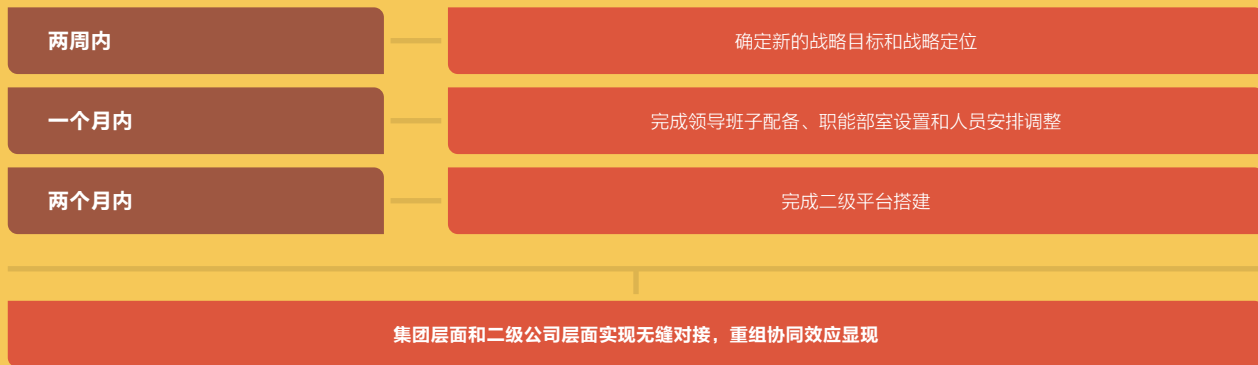 两周内
确定新的战略目标和战略定位
一个月内
完成领导班子配备、职能部室设置和人员安排调整
两个月内
完成二级平台搭建
集团层面和二级公司层面实现无缝对接，重组协同效应显现